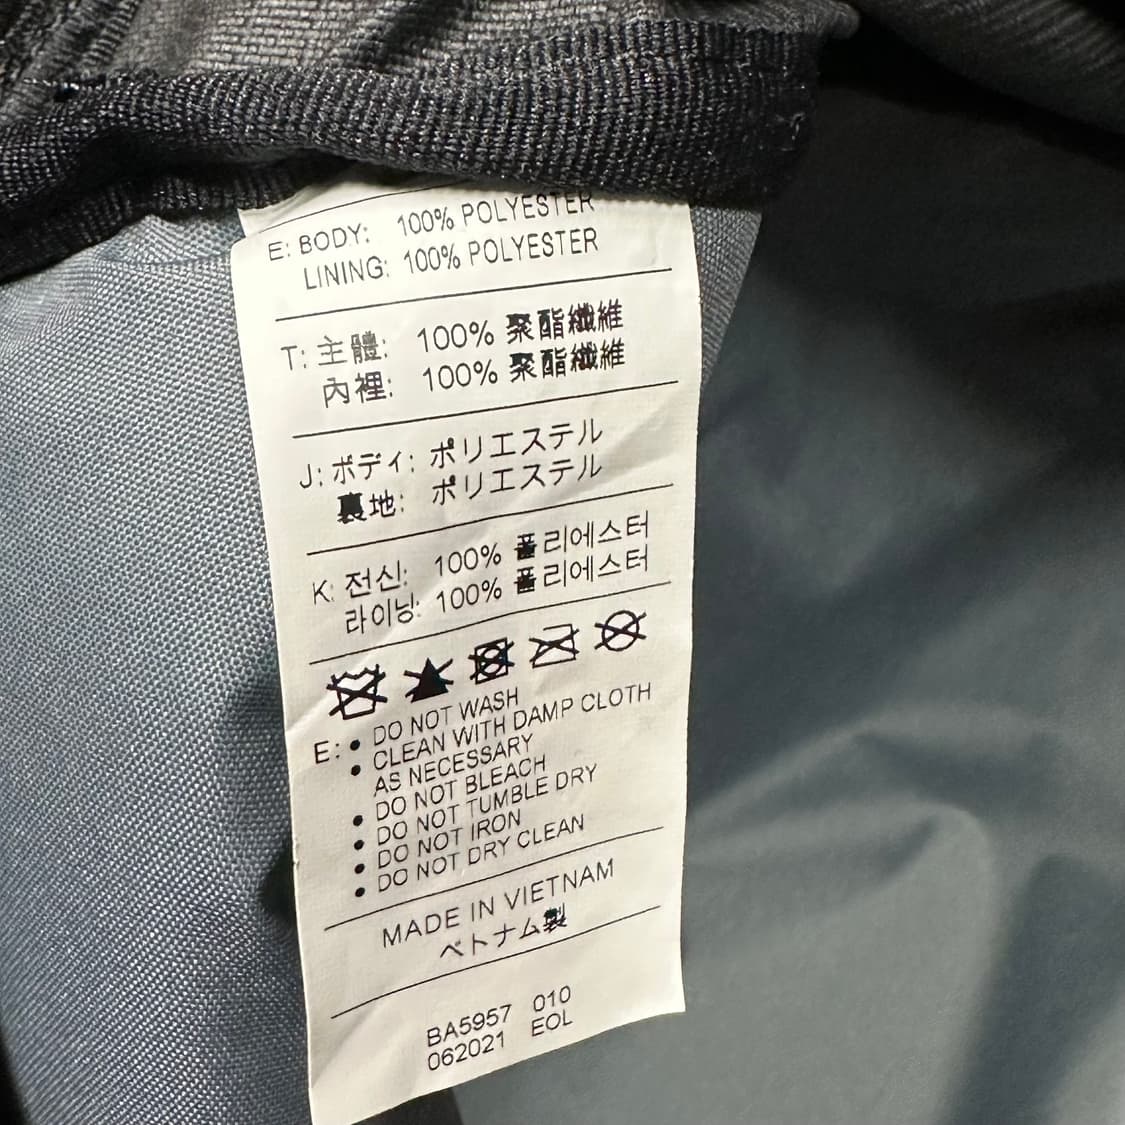 E: BODY: 100% POLYESTER
LINING: 100% POLYESTER
T: 主體: 100% 聚酯纖維
內裡: 100% 聚酯纖維
J: ボディ: ポリエステル
裏地: ポリエステル
K: 전신: 100% 폴리에스터
라이닝: 100% 폴리에스터
E: • DO NOT WASH
• CLEAN WITH DAMP CLOTH
AS NECESSARY
• DO NOT BLEACH
• DO NOT TUMBLE DRY
• DO NOT IRON
• DO NOT DRY CLEAN
MADE IN VIETNAM
ベトナム製
BA5957 010
062021 EOL